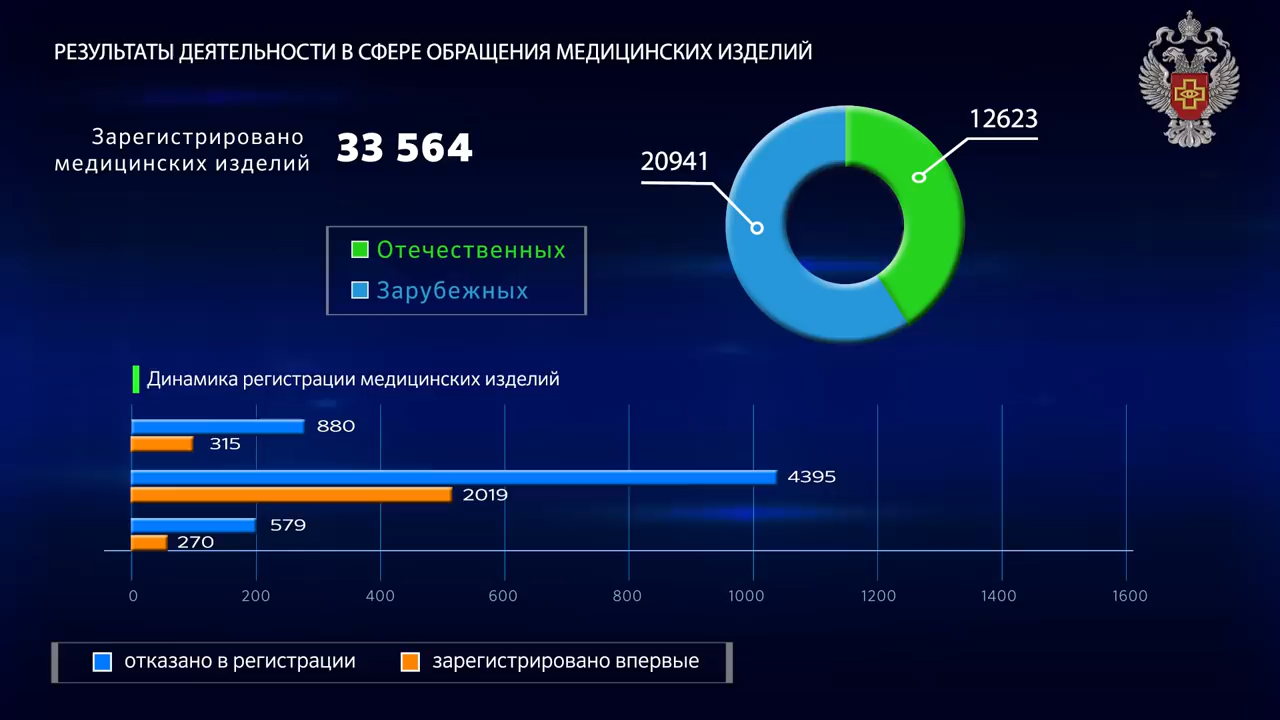 РЕЗУЛЬТАТЫ ДЕЯТЕЛЬНОСТИ В СФЕРЕ ОБРАЩЕНИЯ МЕДИЦИНСКИХ ИЗДЕЛИЙ
Зарегистрировано
медицинских изделий
33 564
12623
20941
Отечественных
Зарубежных
Динамика регистрации медицинских изделий
880
315
4395
2019
579
270
0 200 400 600 800 1000 1200 1400 1600
отказано в регистрации зарегистрировано впервые